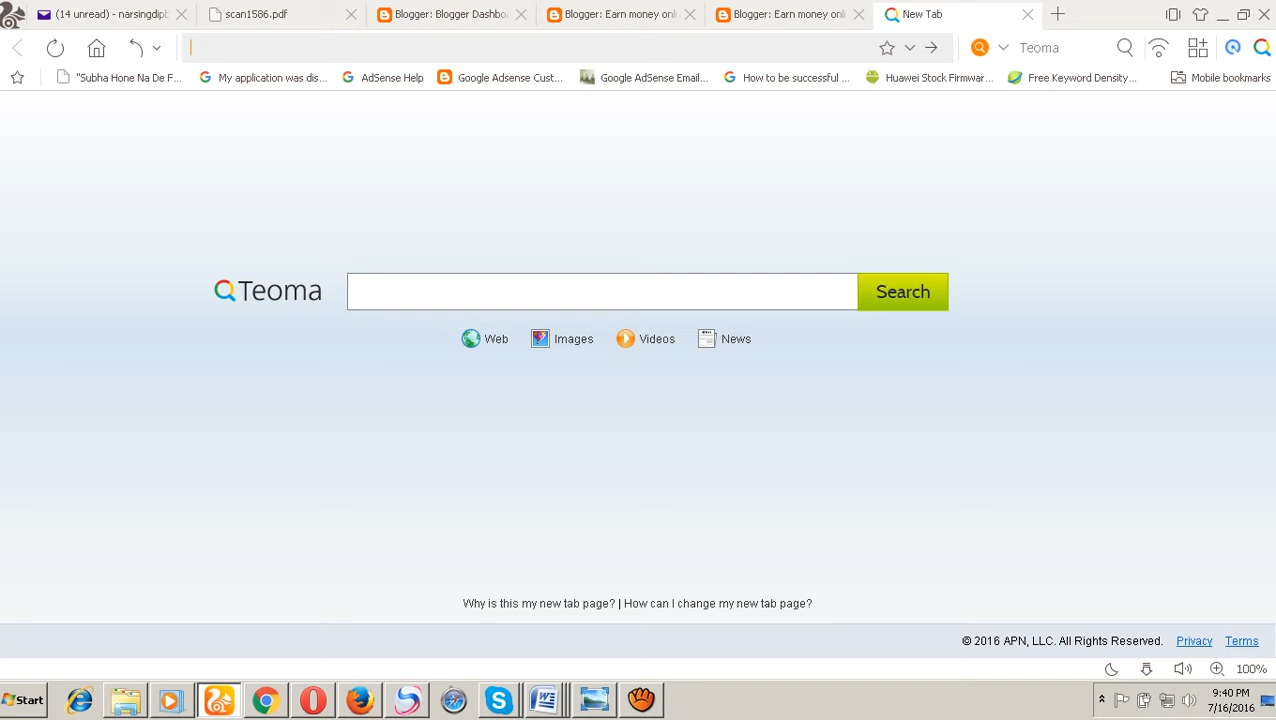 (14 unread) - narsingdipb
scan1586.pdf
Blogger: Blogger Dashbo
Blogger: Earn money onl
Blogger: Earn money onl
New Tab
Teoma
"Subha Hone Na De F...
My application was dis...
AdSense Help
Google Adsense Cust...
Google AdSense Email...
How to be successful ...
Huawei Stock Firmwar...
Free Keyword Density...
Mobile bookmarks
Teoma
Search
Web
Images
Videos
News
Why is this my new tab page? | How can I change my new tab page?
© 2016 APN, LLC. All Rights Reserved. Privacy Terms
100%
Start
9:40 PM
7/16/2016